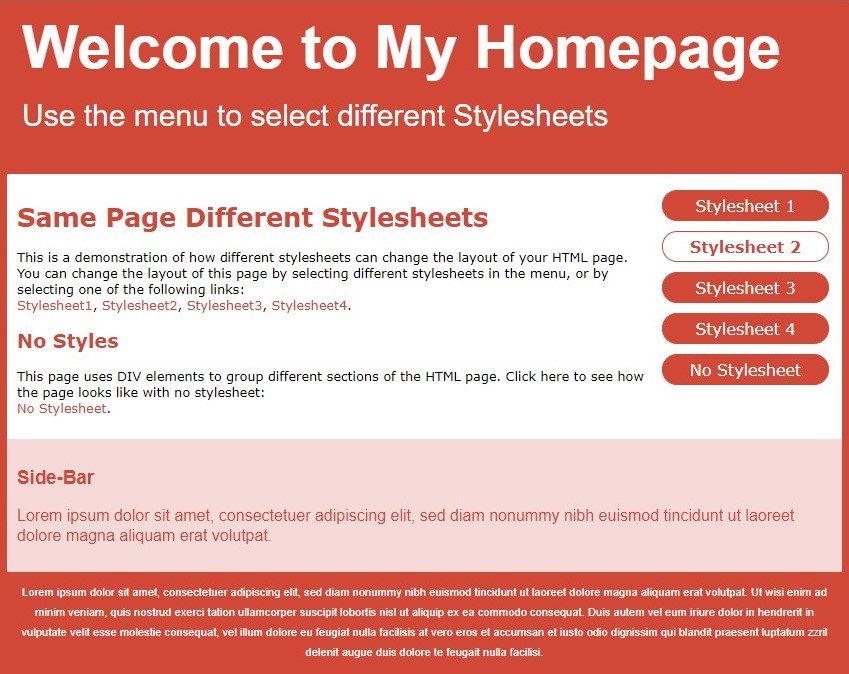 Welcome to My Homepage
Use the menu to select different Stylesheets
Same Page Different Stylesheets
This is a demonstration of how different stylesheets can change the layout of your HTML page.
You can change the layout of this page by selecting different stylesheets in the menu, or by
selecting one of the following links:
Stylesheet1, Stylesheet2, Stylesheet3, Stylesheet4.
No Styles
This page uses DIV elements to group different sections of the HTML page. Click here to see how
the page looks like with no stylesheet:
No Stylesheet.
Stylesheet 1
Stylesheet 2
Stylesheet 3
Stylesheet 4
No Stylesheet
Side-Bar
Lorem ipsum dolor sit amet, consectetuer adipiscing elit, sed diam nonummy nibh euismod tincidunt ut laoreet
dolore magna aliquam erat volutpat.
Lorem ipsum dolor sit amet, consectetuer adipiscing elit, sed diam nonummy nibh euismod tincidunt ut laoreet dolore magna aliquam erat volutpat. Ut wisi enim ad
minim veniam, quis nostrud exerci tation ullamcorper suscipit lobortis nisl ut aliquip ex ea commodo consequat. Duis autem vel eum iriure dolor in hendrerit in
vulputate velit esse molestie consequat, vel illum dolore eu feugiat nulla facilisis at vero eros et accumsan et iusto odio dignissim qui blandit praesent luptatum zzril
delenit augue duis dolore te feugait nulla facilisi.